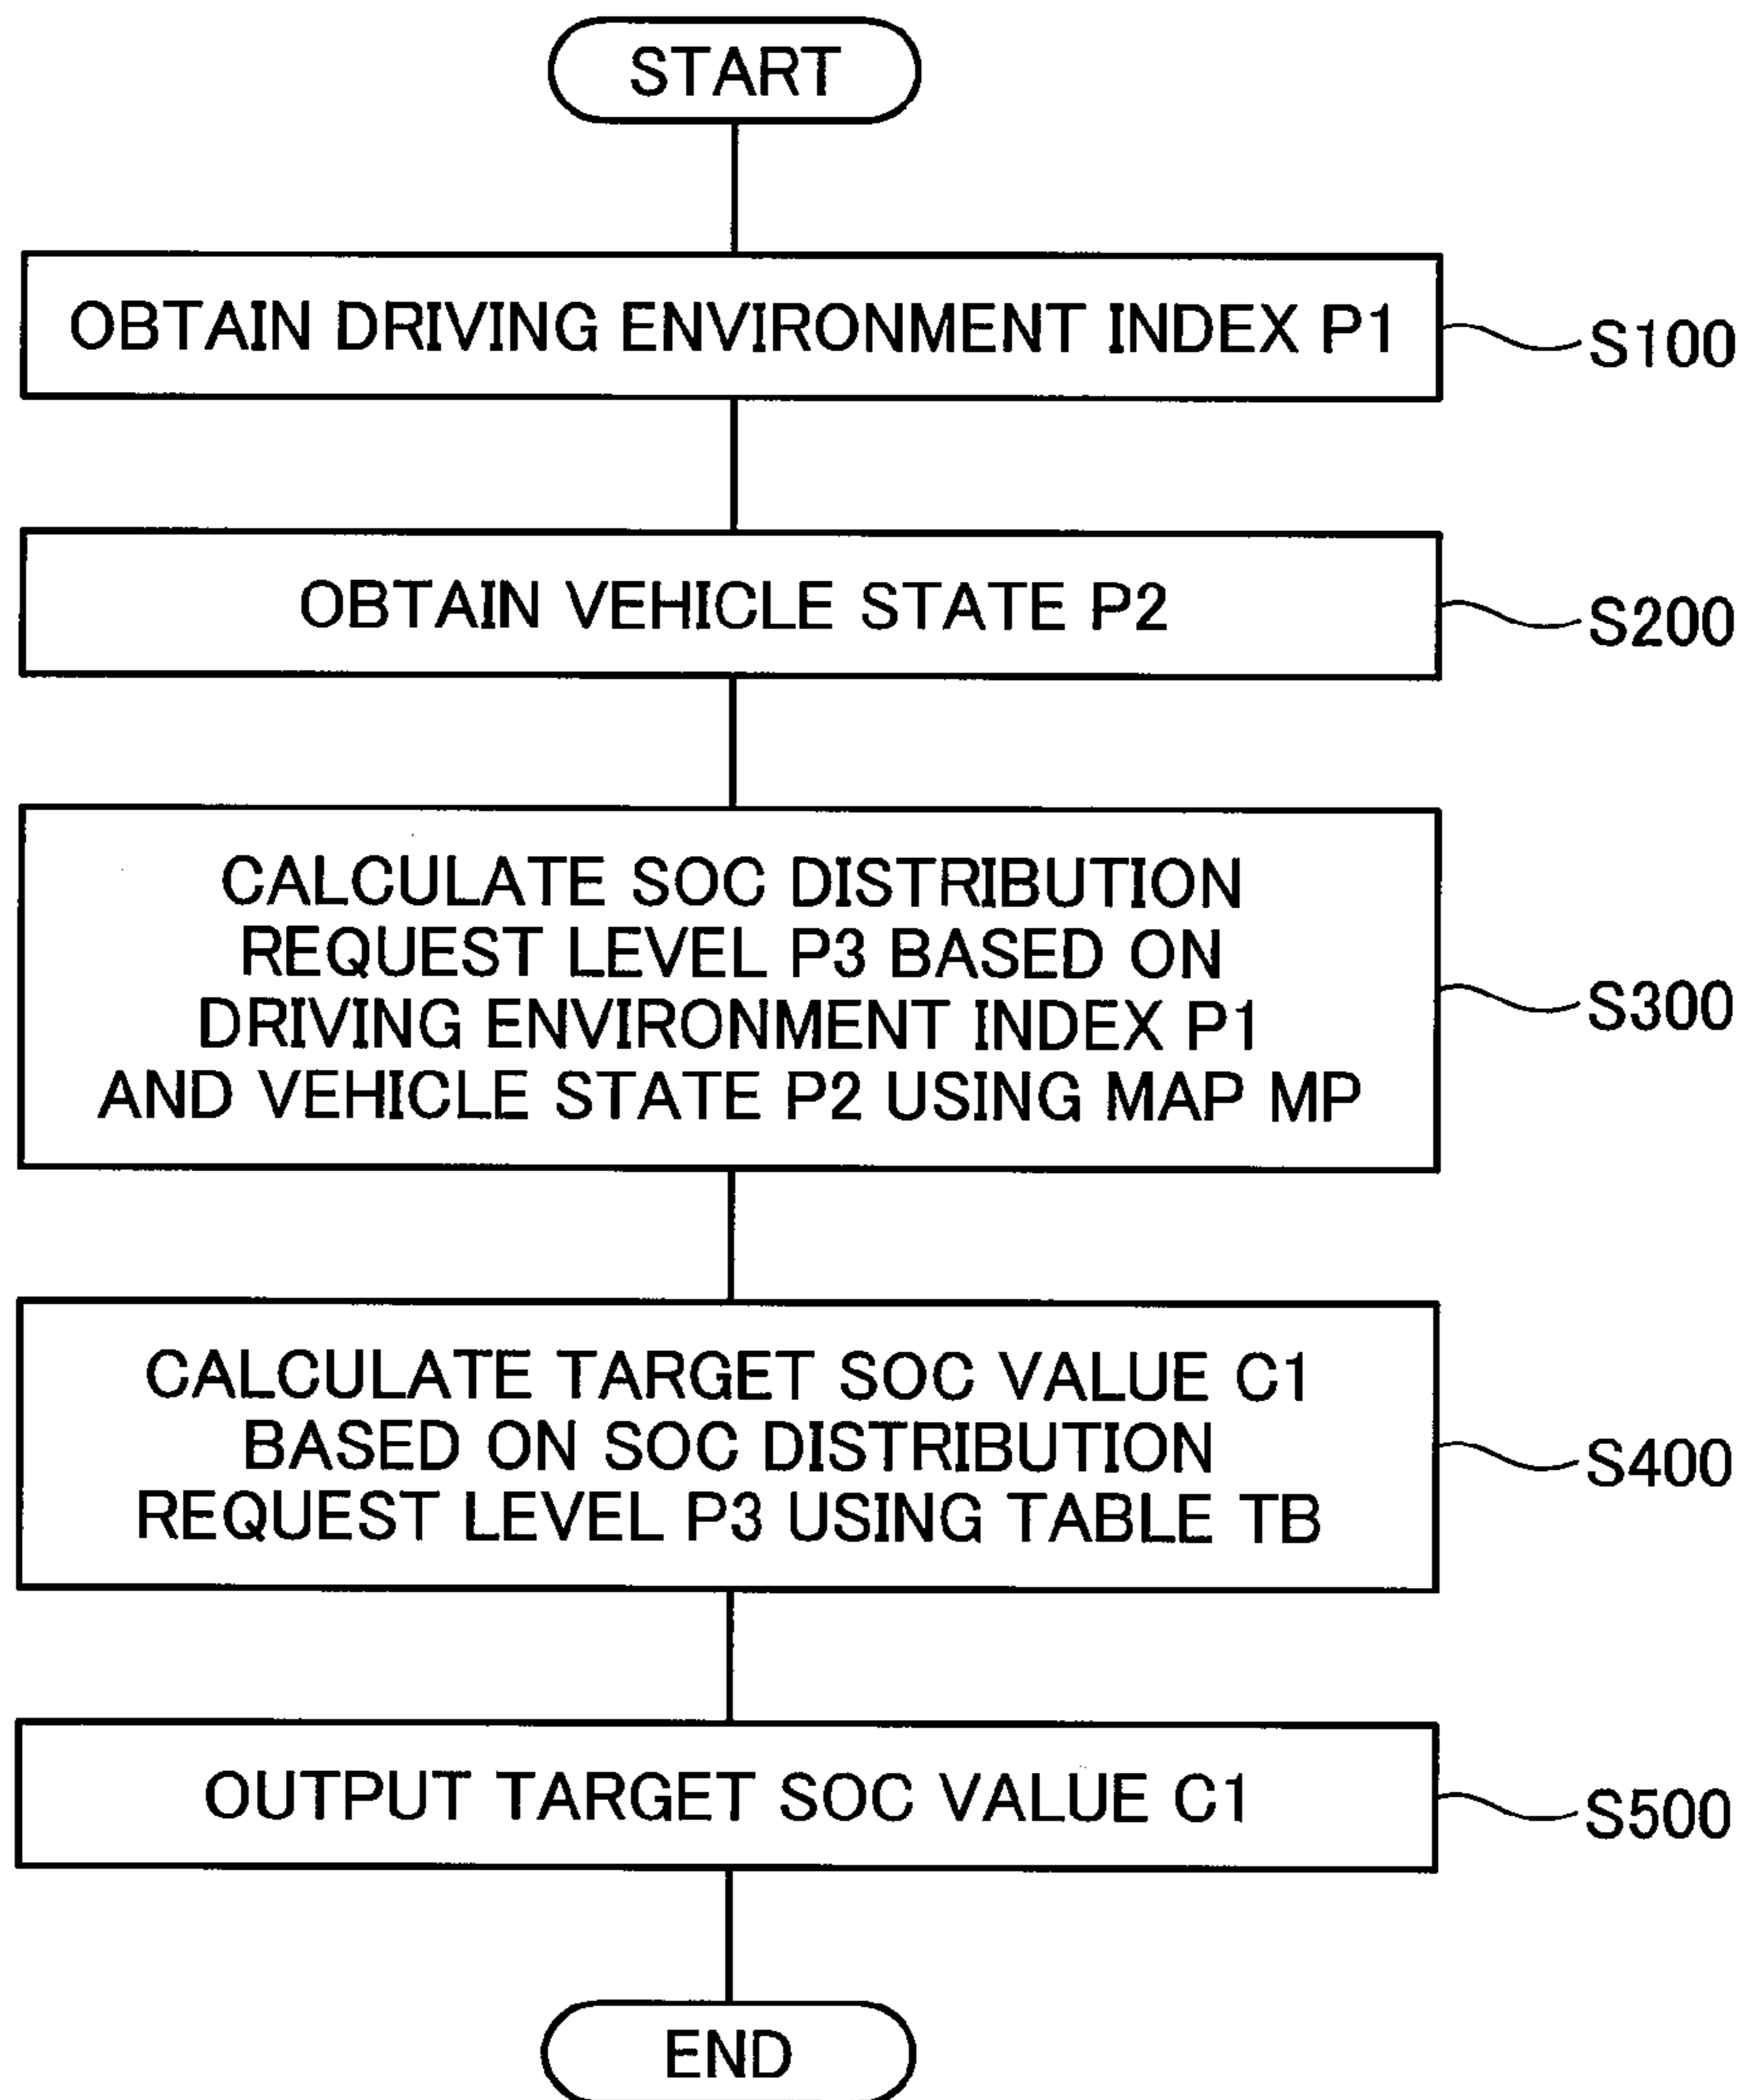 START
OBTAIN DRIVING ENVIRONMENT INDEX P1
S100
OBTAIN VEHICLE STATE P2
S200
CALCULATE SOC DISTRIBUTION
REQUEST LEVEL P3 BASED ON
DRIVING ENVIRONMENT INDEX P1
AND VEHICLE STATE P2 USING MAP MP
S300
CALCULATE TARGET SOC VALUE C1
BASED ON SOC DISTRIBUTION
REQUEST LEVEL P3 USING TABLE TB
S400
OUTPUT TARGET SOC VALUE C1
S500
END